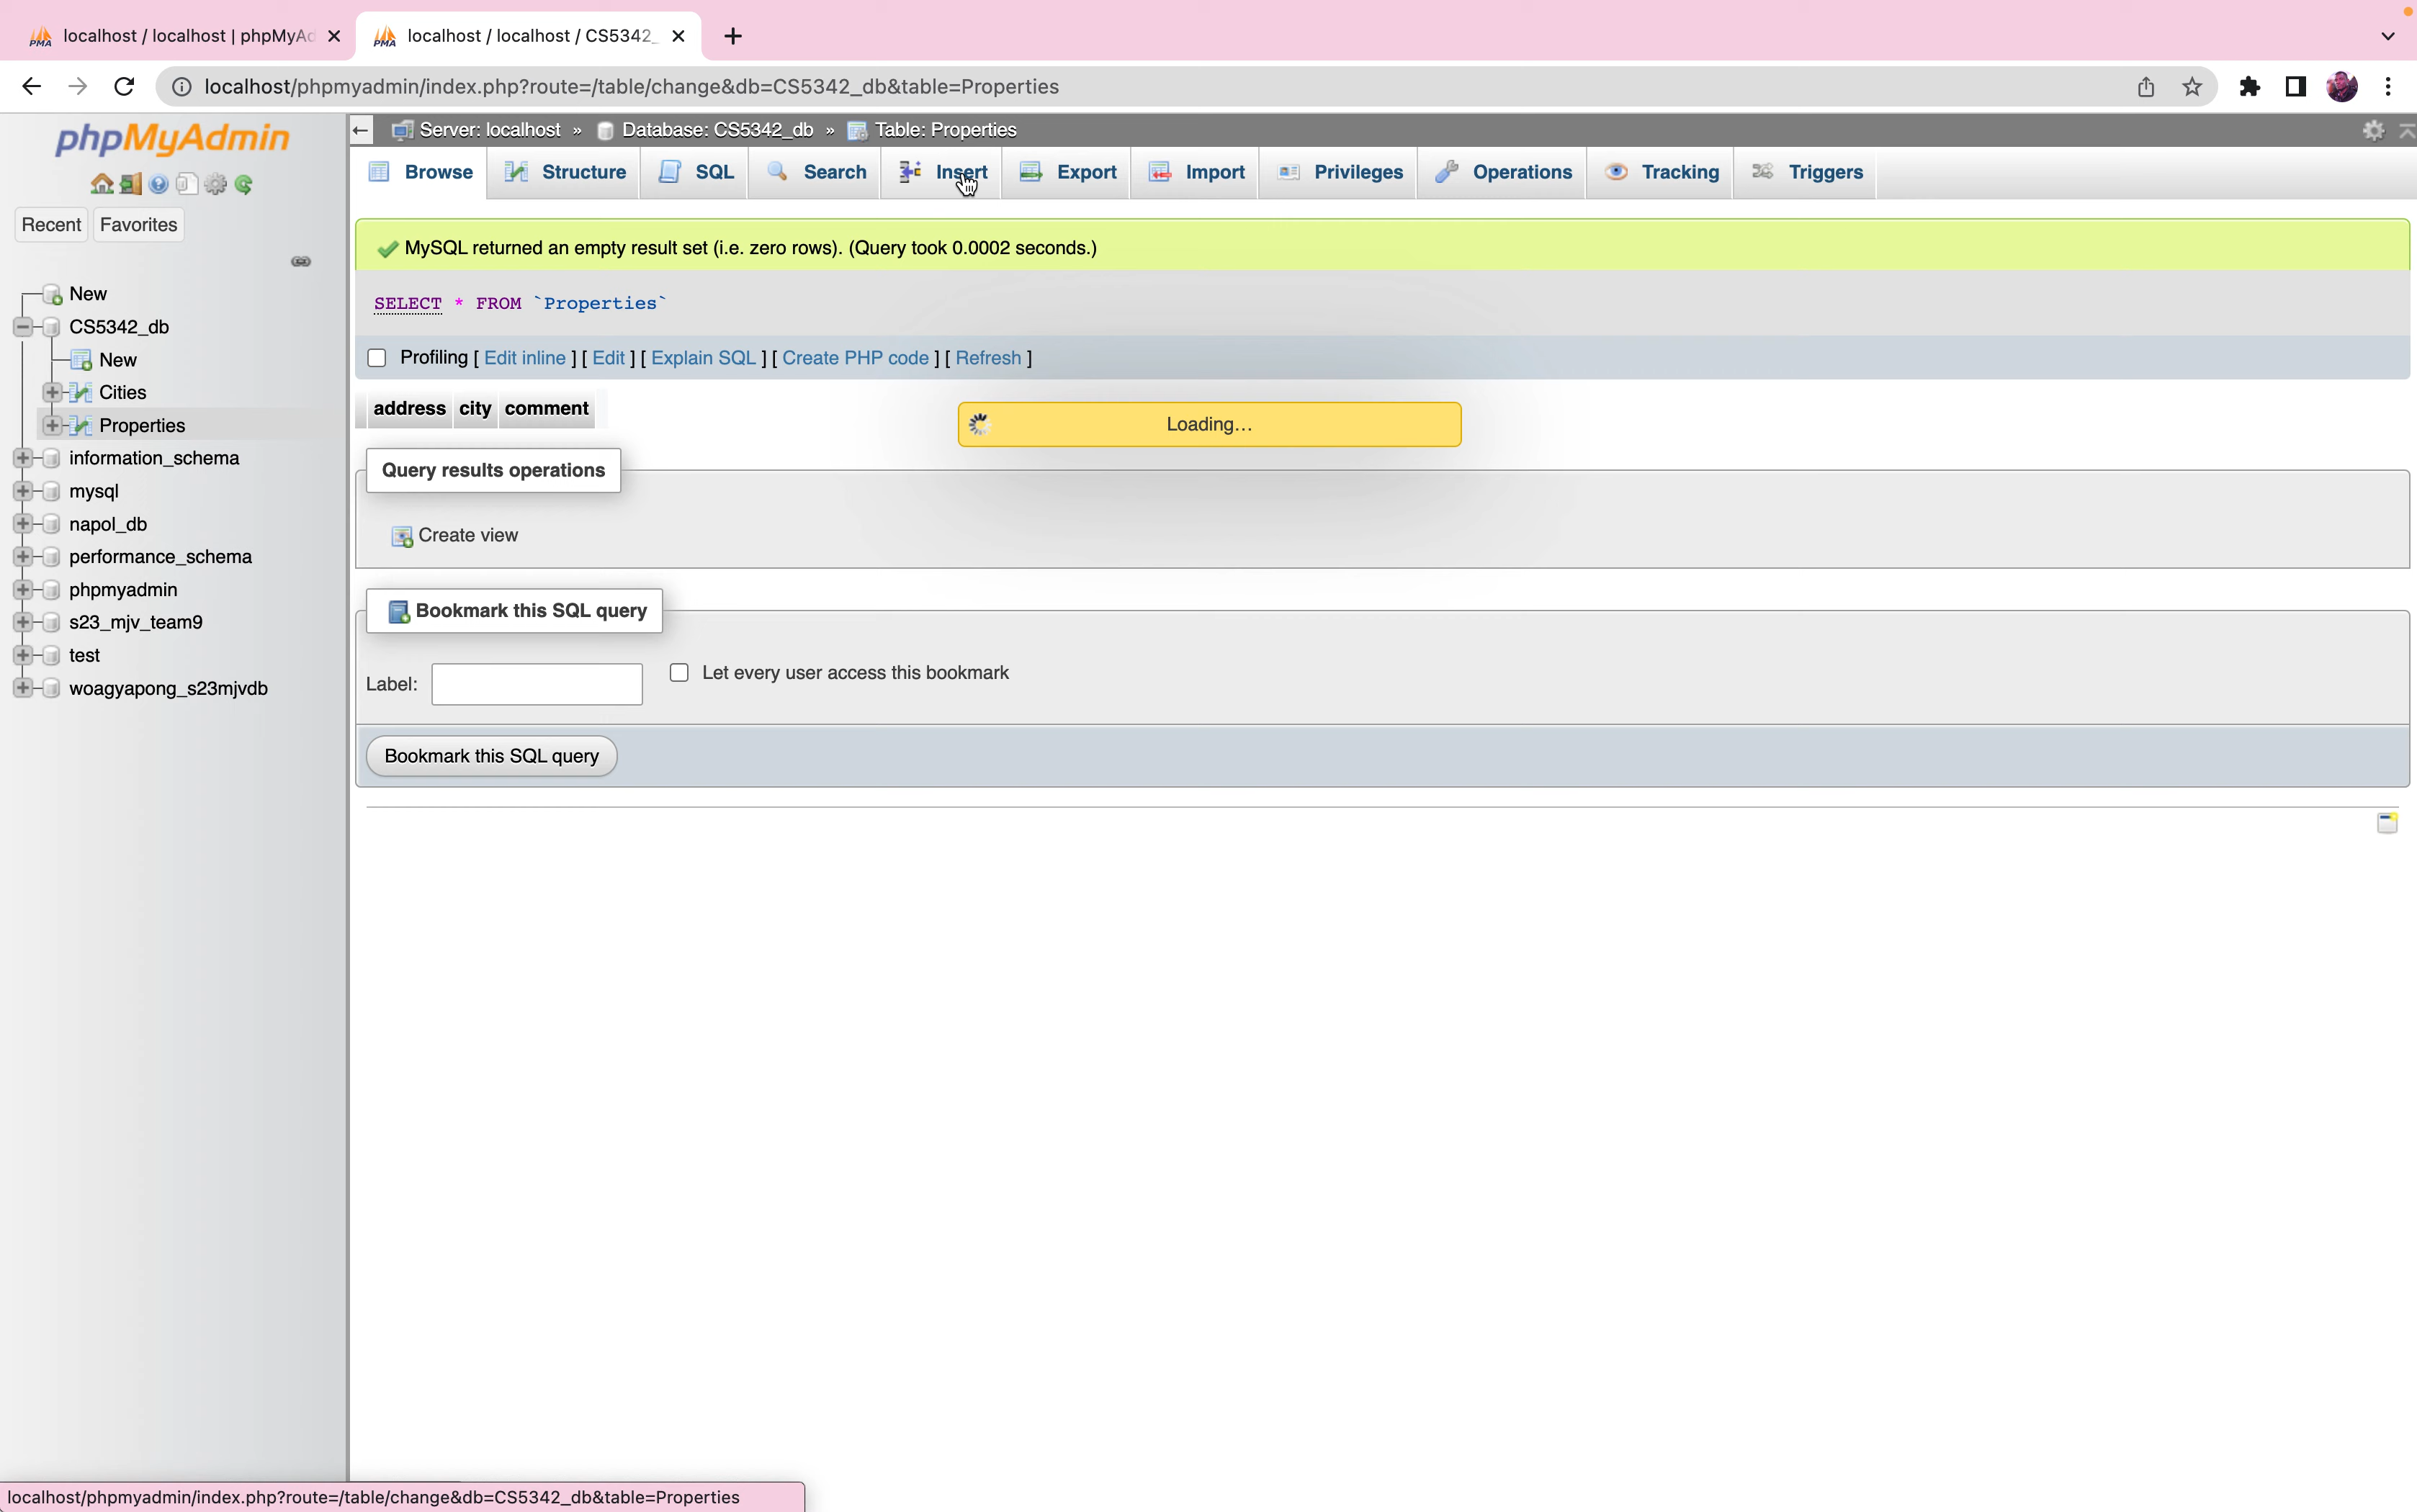 localhost / localhost | phpMyAd
localhost / localhost / CS5342_
localhost/phpmyadmin/index.php?route=/table/change&db=CS5342_db&table=Properties
phpMyAdmin
Recent Favorites
New
CS5342_db
New
Cities
Properties
information_schema
mysql
napol_db
performance_schema
phpmyadmin
s23_mjv_team9
test
woagyapong_s23mjvdb
Server: localhost » Database: CS5342_db » Table: Properties
Browse Structure SQL Search Insert Export Import Privileges Operations Tracking Triggers
MySQL returned an empty result set (i.e. zero rows). (Query took 0.0002 seconds.)
SELECT * FROM `Properties`
Profiling [ Edit inline ] [ Edit ] [ Explain SQL ] [ Create PHP code ] [ Refresh ]
address city comment
Loading…
Query results operations
Create view
Bookmark this SQL query
Label: Let every user access this bookmark
Bookmark this SQL query
localhost/phpmyadmin/index.php?route=/table/change&db=CS5342_db&table=Properties